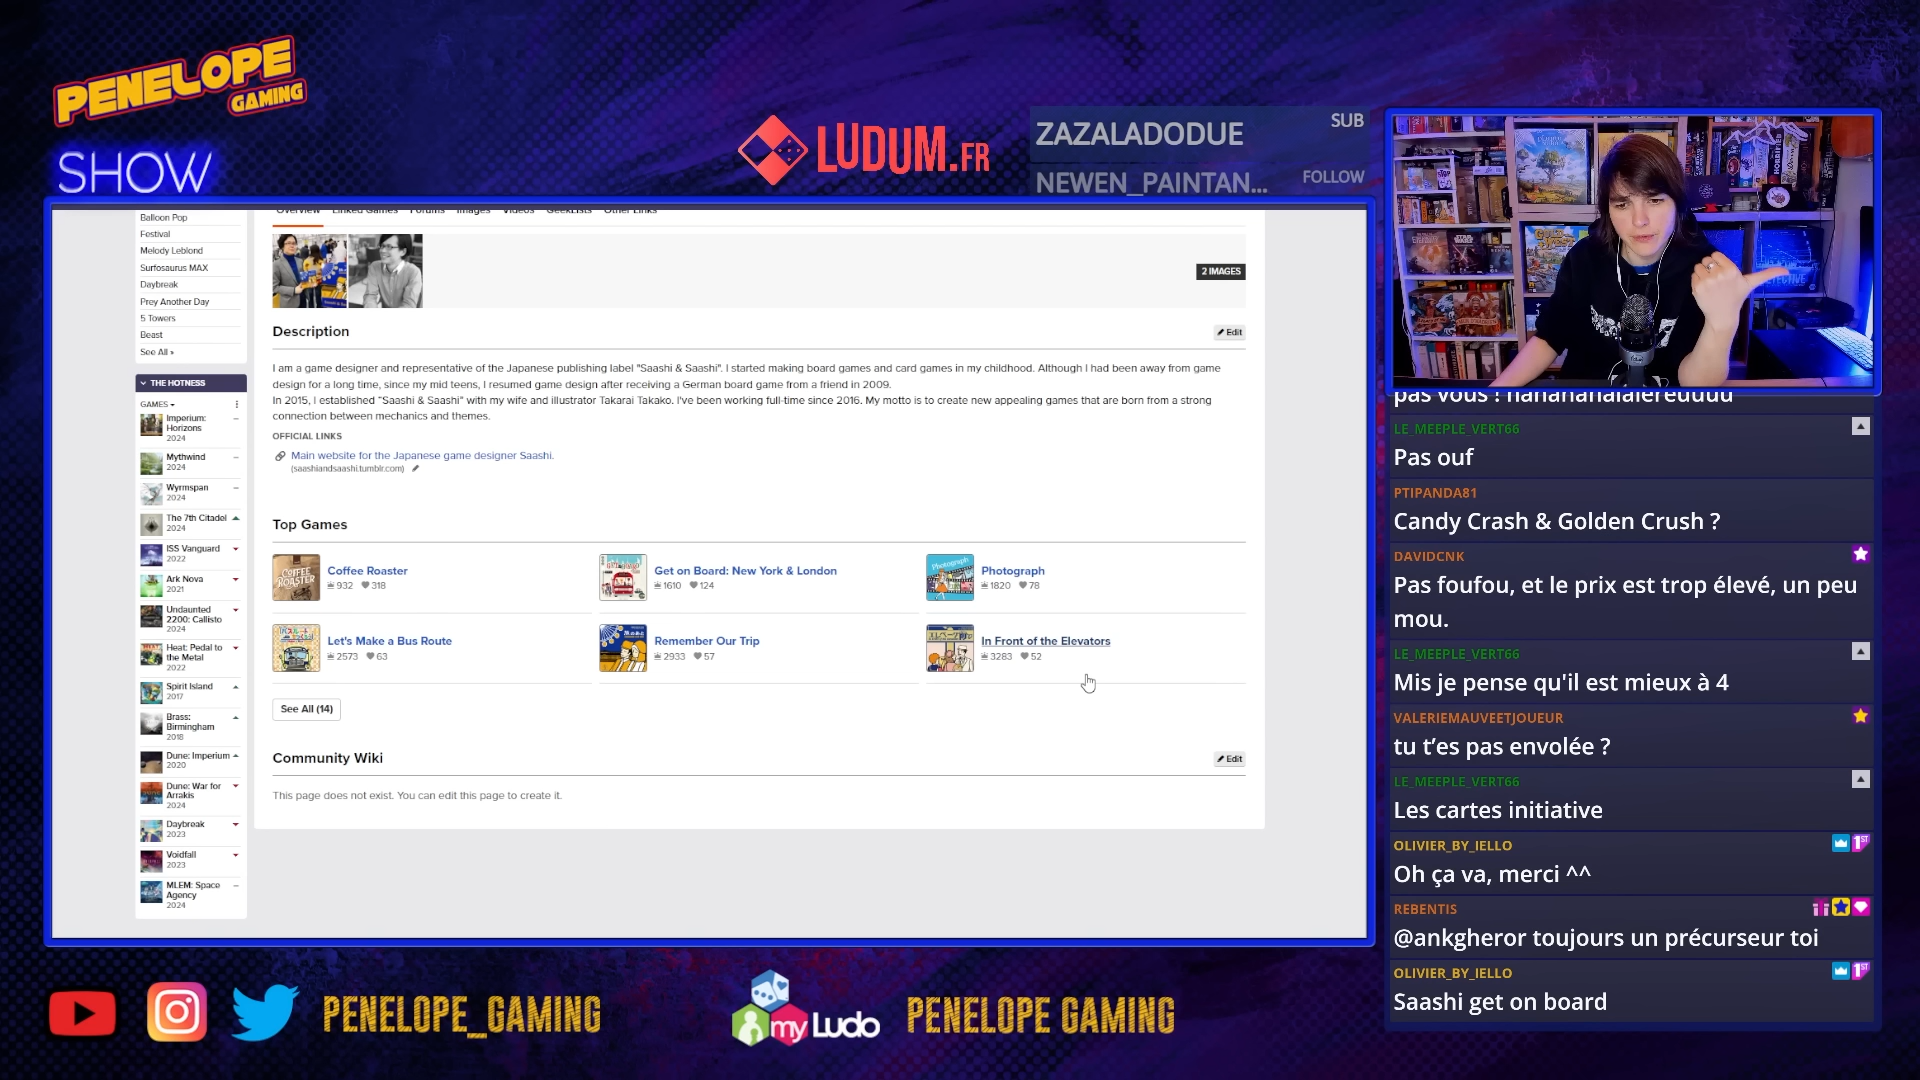 PENELOPE
GAMING
SHOW
LUDUM.FR
ZAZALADODUE
SUB
NEWEN_PAINTAN...
FOLLOW
Balloon Pop
Festival
Melody Leblond
Surfosaurus MAX
Daybreak
Prey Another Day
5 Towers
Beast
See All »
THE HOTNESS
GAMES
Imperium:
Horizons
2024
Mythwind
2024
Wyrmspan
2024
The 7th Citadel
2024
ISS Vanguard
2022
Ark Nova
2021
Undaunted
2200: Callisto
2024
Heat: Pedal to
the Metal
2022
Spirit Island
2017
Brass:
Birmingham
2018
Dune: Imperium
2020
Dune: War for
Arrakis
2024
Daybreak
2023
Voidfall
2023
MLEM: Space
Agency
2024
Overview Linked Games Forums Images Videos GeekLists Other Links
2 IMAGES
Description
Edit
I am a game designer and representative of the Japanese publishing label "Saashi & Saashi". I started making board games and card games in my childhood. Although I had been away from game
design for a long time, since my mid teens, I resumed game design after receiving a German board game from a friend in 2009.
In 2015, I established "Saashi & Saashi" with my wife and illustrator Takarai Takako. I've been working full-time since 2016. My motto is to create new appealing games that are born from a strong
connection between mechanics and themes.
OFFICIAL LINKS
Main website for the Japanese game designer Saashi.
(saashiandsaashi.tumblr.com)
Top Games
COFFEE
ROASTER
Coffee Roaster
932 318
Get on Board: New York & London
1610 124
Photograph
Photograph
1820 78
Let's Make a Bus Route
2573 63
Remember Our Trip
2933 57
In Front of the Elevators
3283 52
See All (14)
Community Wiki
Edit
This page does not exist. You can edit this page to create it.
pas vous ! hahahahalalereuuuu
LE_MEEPLE_VERT66
Pas ouf
PTIPANDA81
Candy Crash & Golden Crush ?
DAVIDCNK
Pas foufou, et le prix est trop élevé, un peu
mou.
LE_MEEPLE_VERT66
Mis je pense qu'il est mieux à 4
VALERIEMAUVEETJOUEUR
tu t'es pas envolée ?
LE_MEEPLE_VERT66
Les cartes initiative
OLIVIER_BY_IELLO
Oh ça va, merci ^^
REBENTIS
@ankgheror toujours un précurseur toi
OLIVIER_BY_IELLO
Saashi get on board
PENELOPE_GAMING
my Ludo
PENELOPE GAMING